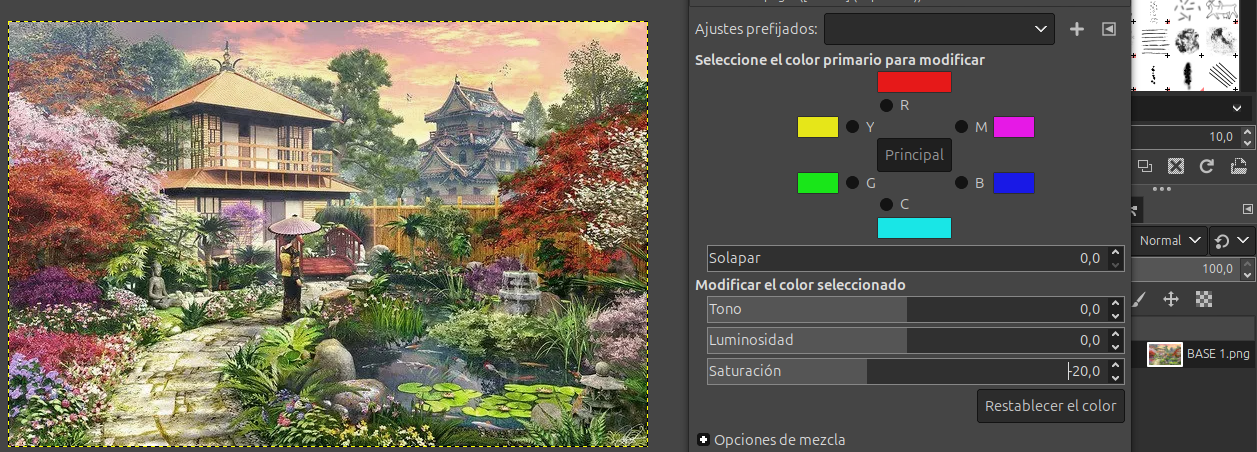 Ajustes prefijados:
Seleccione el color primario para modificar
R
Y
M
Principal
G
B
C
Solapar 0,0
Modificar el color seleccionado
Tono 0,0
Luminosidad 0,0
Saturación -20,0
Restablecer el color
Opciones de mezcla
10,0
Normal
100,0
BASE 1.png